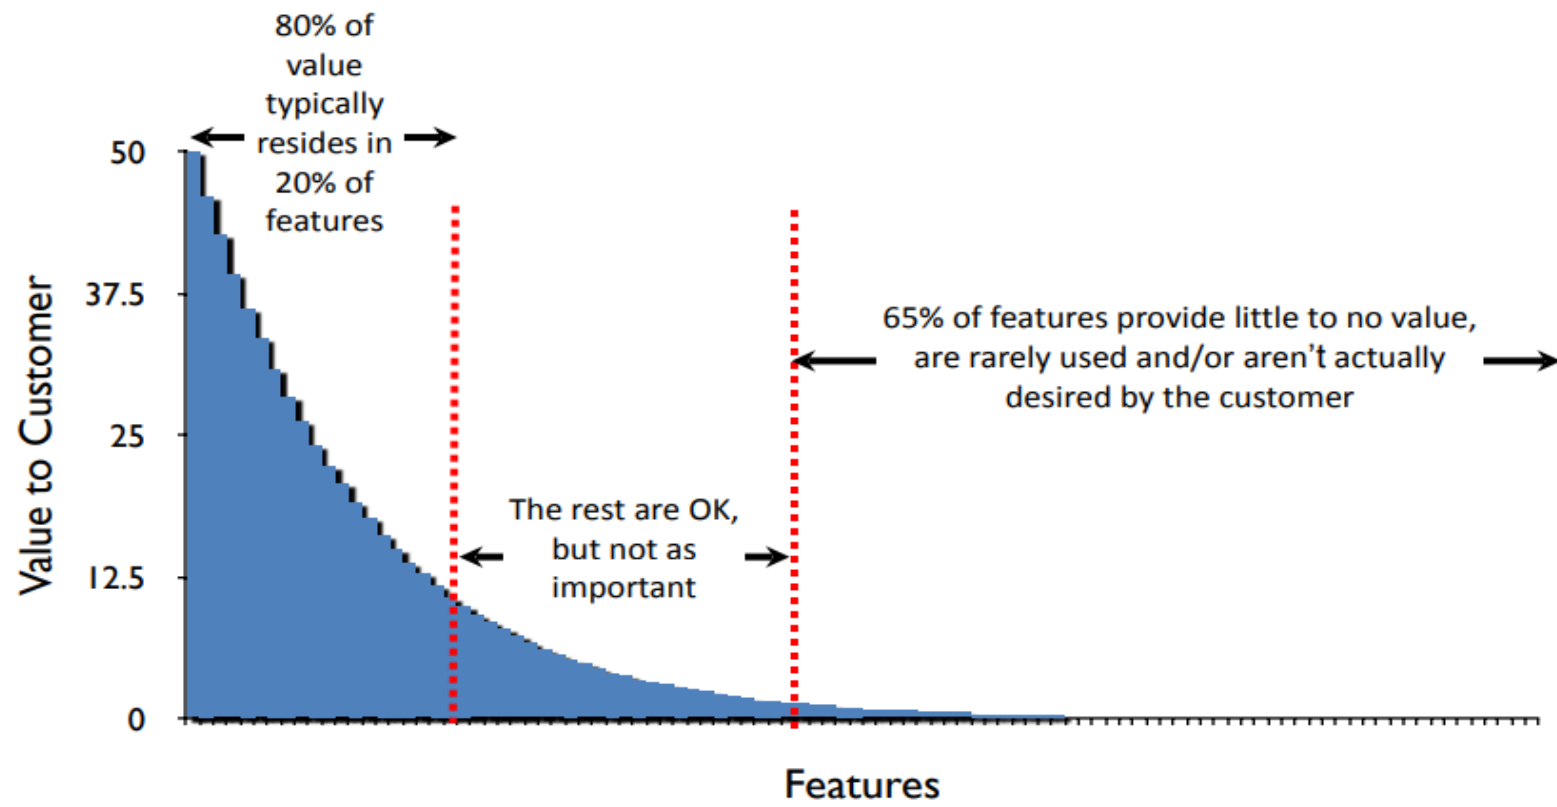 80% of
value
typically
resides in
20% of
features
50
37.5
25
12.5
0
Value to Customer
65% of features provide little to no value,
are rarely used and/or aren't actually
desired by the customer
The rest are OK,
but not as
important
Features